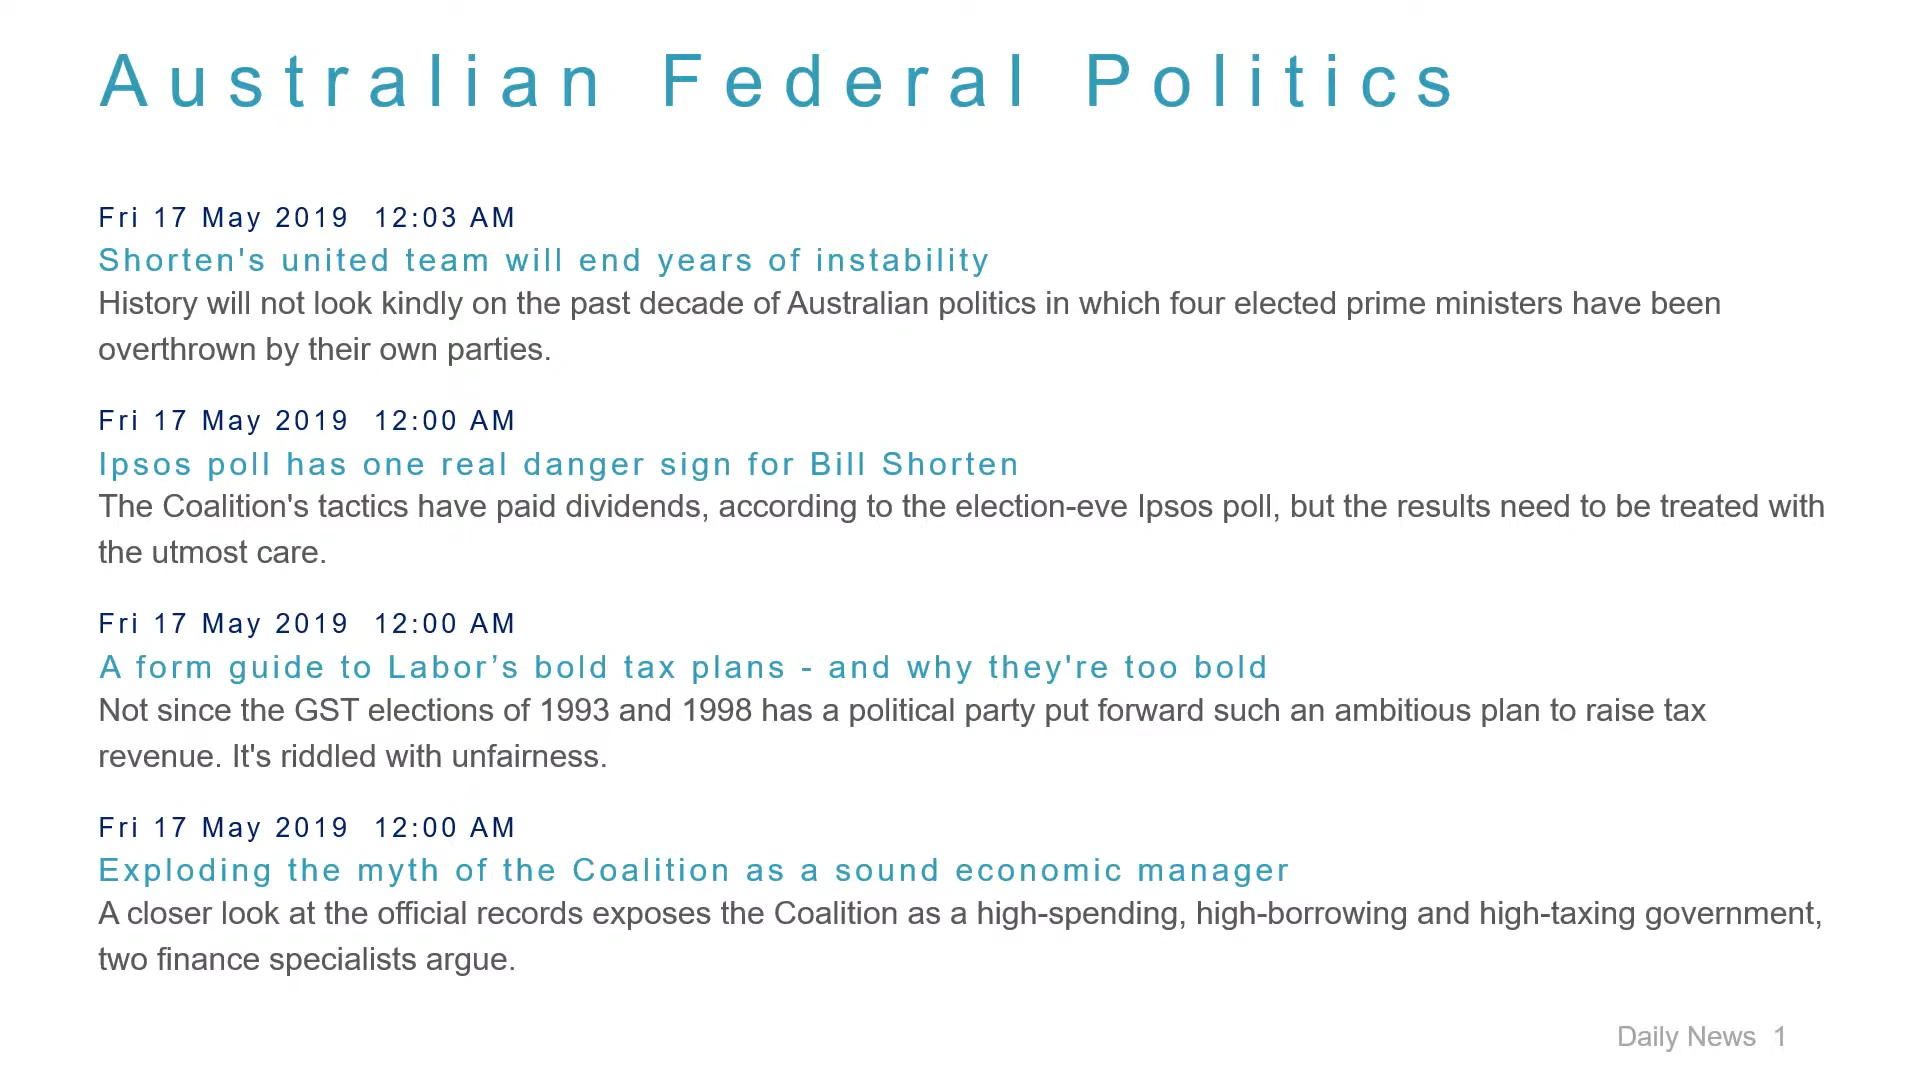 Australian Federal Politics
Fri 17 May 2019 12:03 AM
Shorten's united team will end years of instability
History will not look kindly on the past decade of Australian politics in which four elected prime ministers have been
overthrown by their own parties.
Fri 17 May 2019 12:00 AM
Ipsos poll has one real danger sign for Bill Shorten
The Coalition's tactics have paid dividends, according to the election-eve Ipsos poll, but the results need to be treated with
the utmost care.
Fri 17 May 2019 12:00 AM
A form guide to Labor’s bold tax plans - and why they're too bold
Not since the GST elections of 1993 and 1998 has a political party put forward such an ambitious plan to raise tax
revenue. It's riddled with unfairness.
Fri 17 May 2019 12:00 AM
Exploding the myth of the Coalition as a sound economic manager
A closer look at the official records exposes the Coalition as a high-spending, high-borrowing and high-taxing government,
two finance specialists argue.
Daily News 1